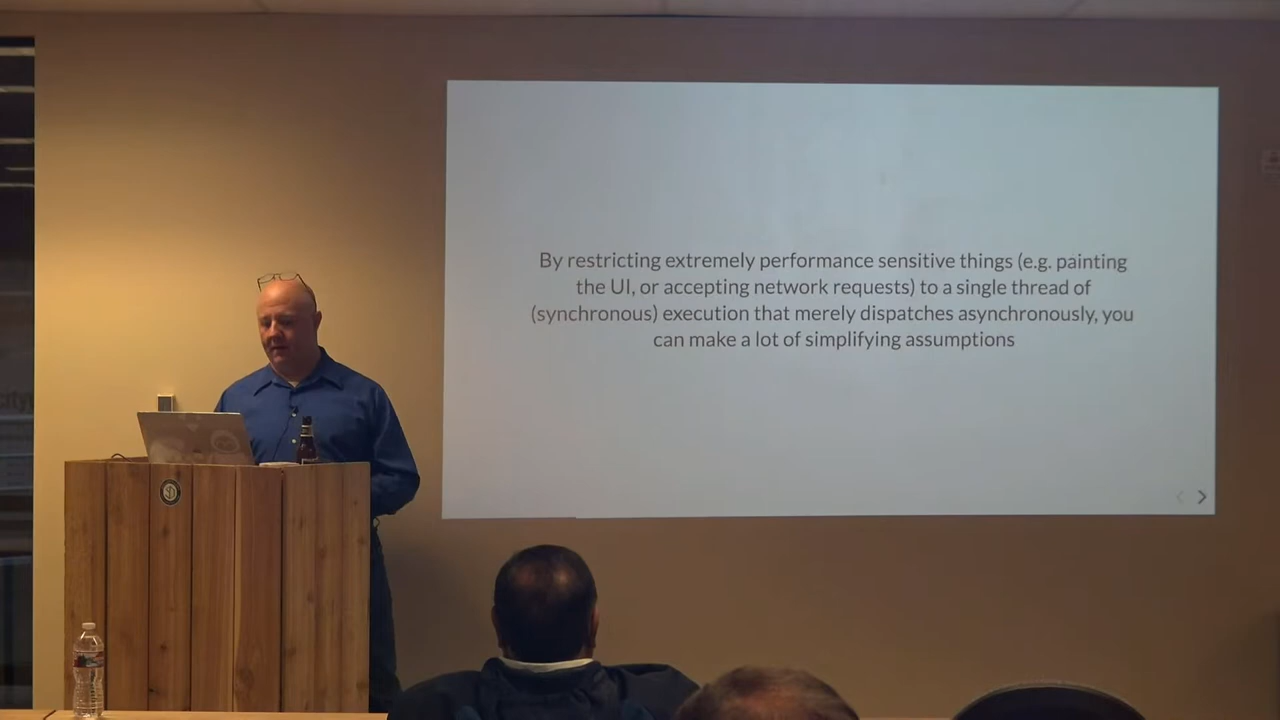 By restricting extremely performance sensitive things (e.g. painting
the UI, or accepting network requests) to a single thread of
(synchronous) execution that merely dispatches asynchronously, you
can make a lot of simplifying assumptions